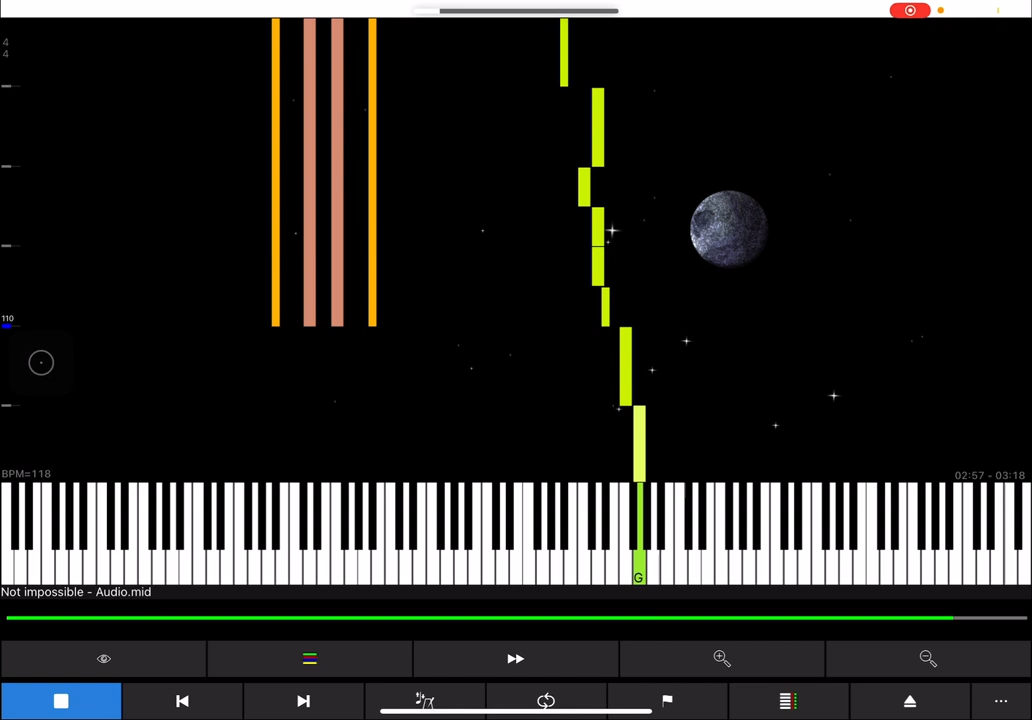 4
4
110
BPM=118
02:57 - 03:18
G
Not impossible - Audio.mid